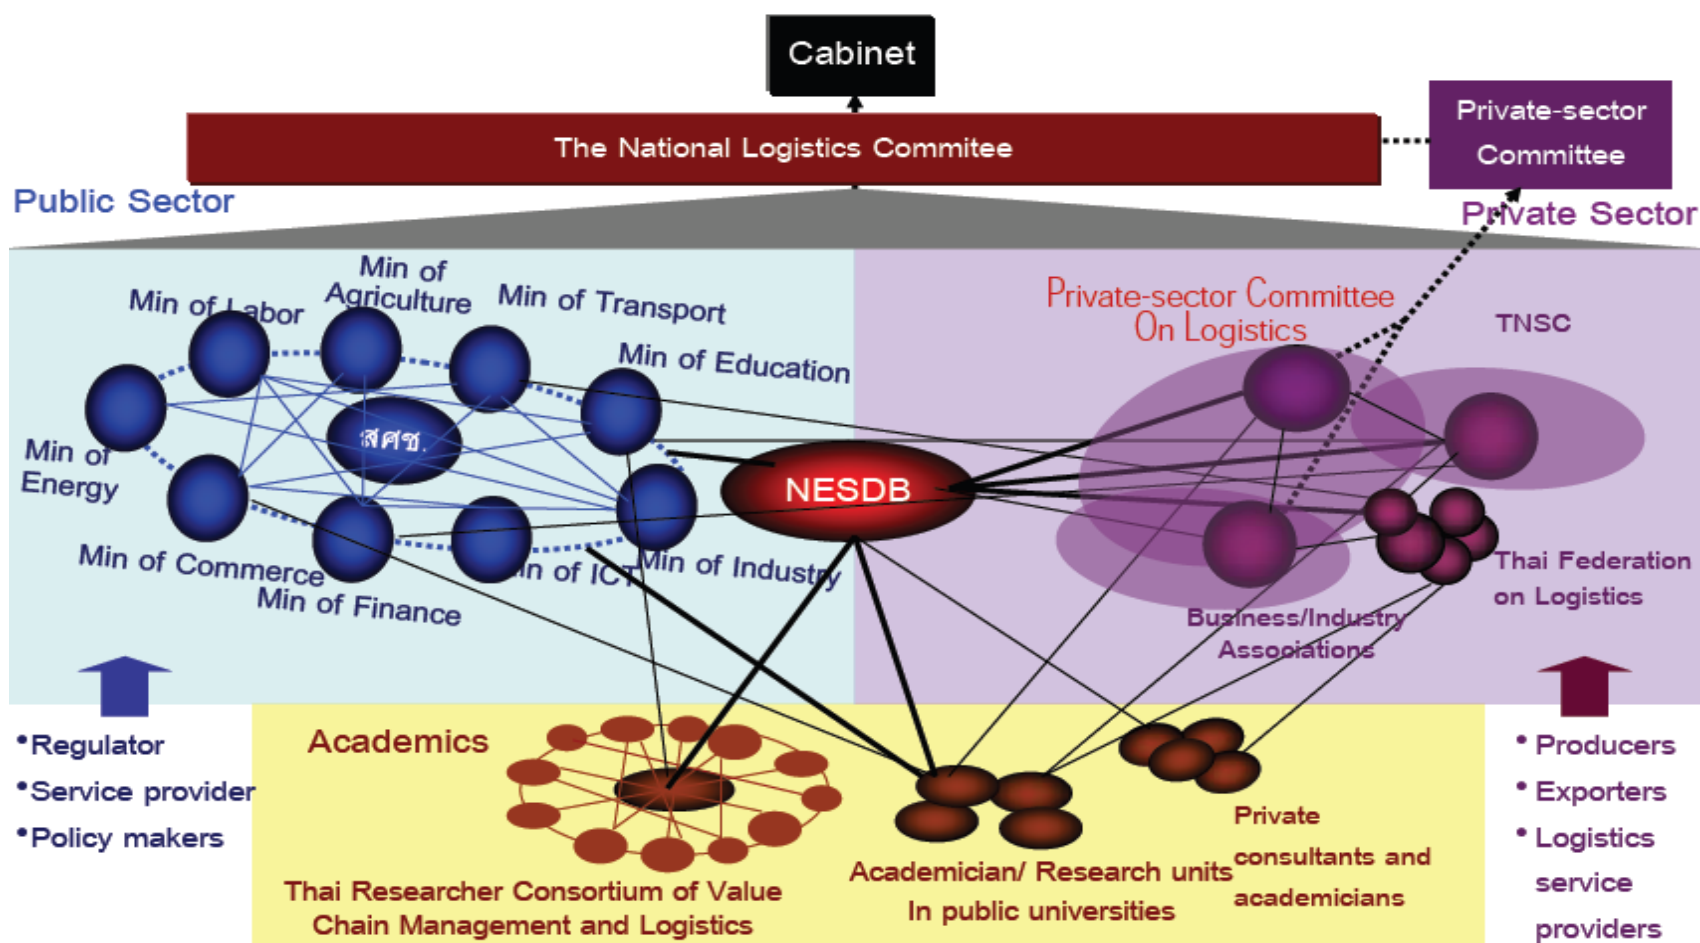 Cabinet
The National Logistics Commitee
Private-sector
Committee
Public Sector
Private Sector
Min of Labor
Min of
Agriculture
Min of Transport
Min of Education
Min of
Energy
สศช.
Min of Commerce
Min of Finance
Min of ICT
Min of Industry
NESDB
Private-sector Committee
On Logistics
TNSC
Thai Federation
on Logistics
Business/Industry
Associations
•Regulator
•Service provider
•Policy makers
Academics
Thai Researcher Consortium of Value
Chain Management and Logistics
Academician/ Research units
In public universities
Private
consultants and
academicians
• Producers
• Exporters
• Logistics
service
providers